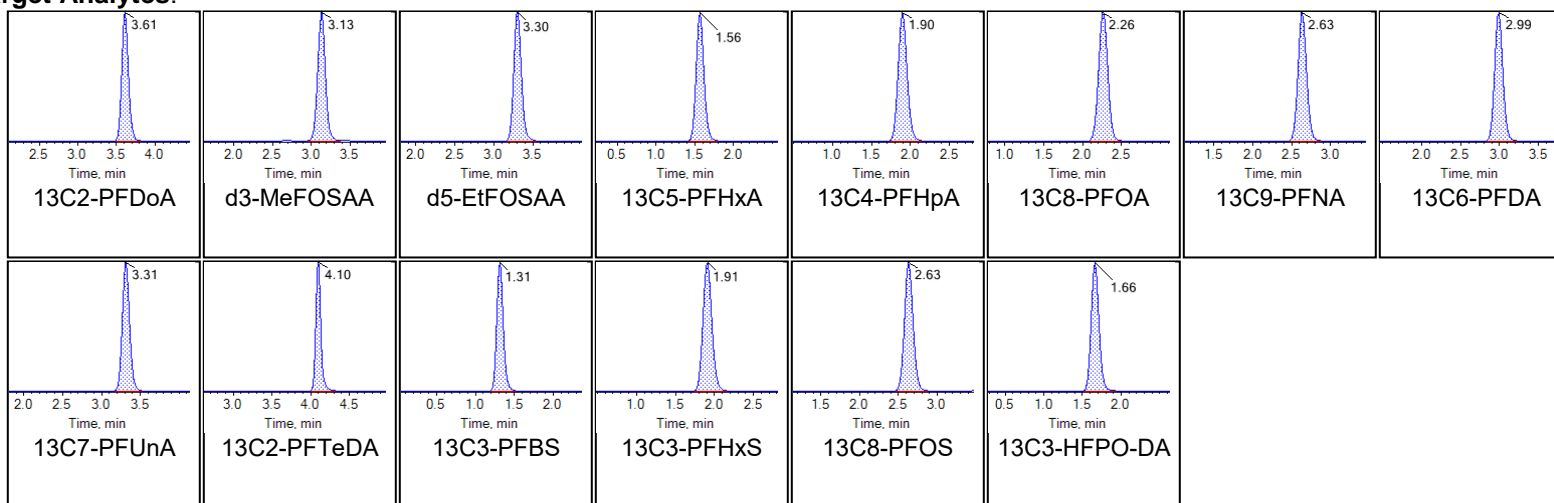 rget Analytes:
3.61 3.13 3.30 1.56 1.90 2.26 2.63 2.99
2.5 3.0 3.5 4.0 2.0 2.5 3.0 3.5 2.0 2.5 3.0 3.5 0.5 1.0 1.5 2.0 1.0 1.5 2.0 2.5 1.0 1.5 2.0 2.5 1.5 2.0 2.5 3.0 2.0 2.5 3.0 3.5
Time, min Time, min Time, min Time, min Time, min Time, min Time, min Time, min
13C2-PFDoA d3-MeFOSAA d5-EtFOSAA 13C5-PFHxA 13C4-PFHpA 13C8-PFOA 13C9-PFNA 13C6-PFDA
3.31 4.10 1.31 1.91 2.63 1.66
2.0 2.5 3.0 3.5 3.0 3.5 4.0 4.5 0.5 1.0 1.5 2.0 1.0 1.5 2.0 2.5 1.5 2.0 2.5 3.0 0.5 1.0 1.5 2.0
Time, min Time, min Time, min Time, min Time, min Time, min
13C7-PFUnA 13C2-PFTeDA 13C3-PFBS 13C3-PFHxS 13C8-PFOS 13C3-HFPO-DA